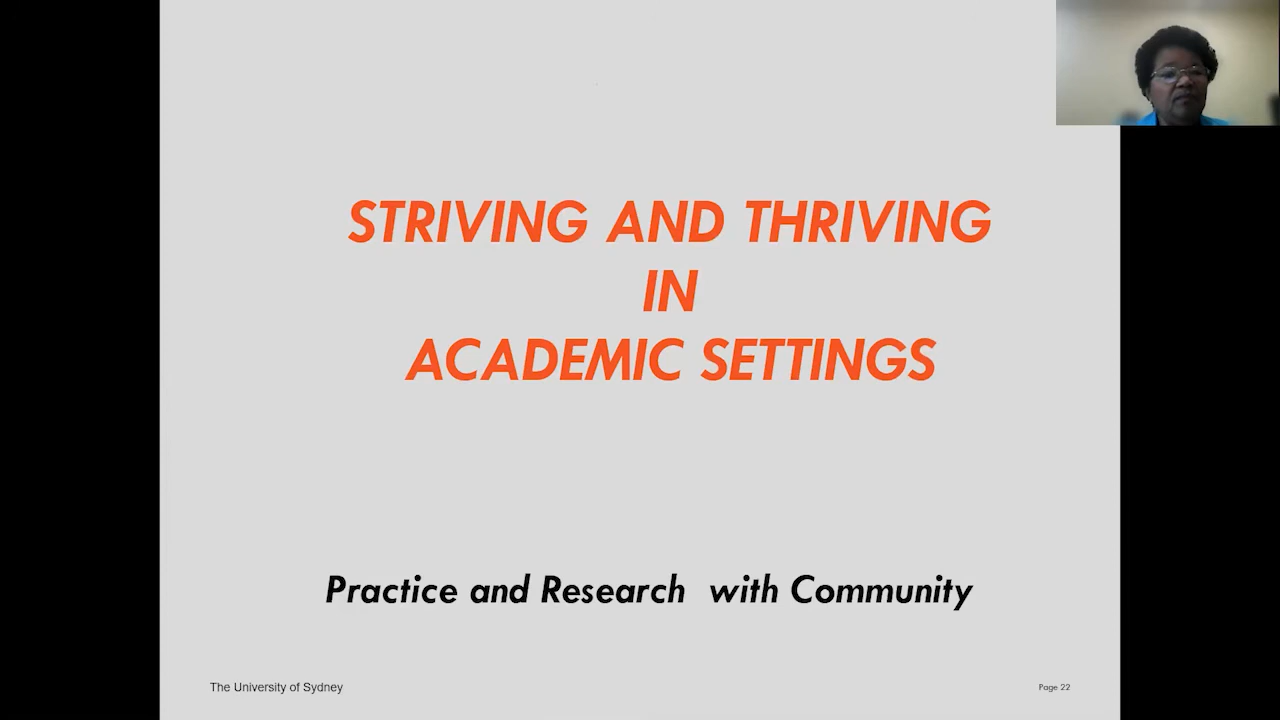 STRIVING AND THRIVING
IN
ACADEMIC SETTINGS
Practice and Research with Community
The University of Sydney
Page 22